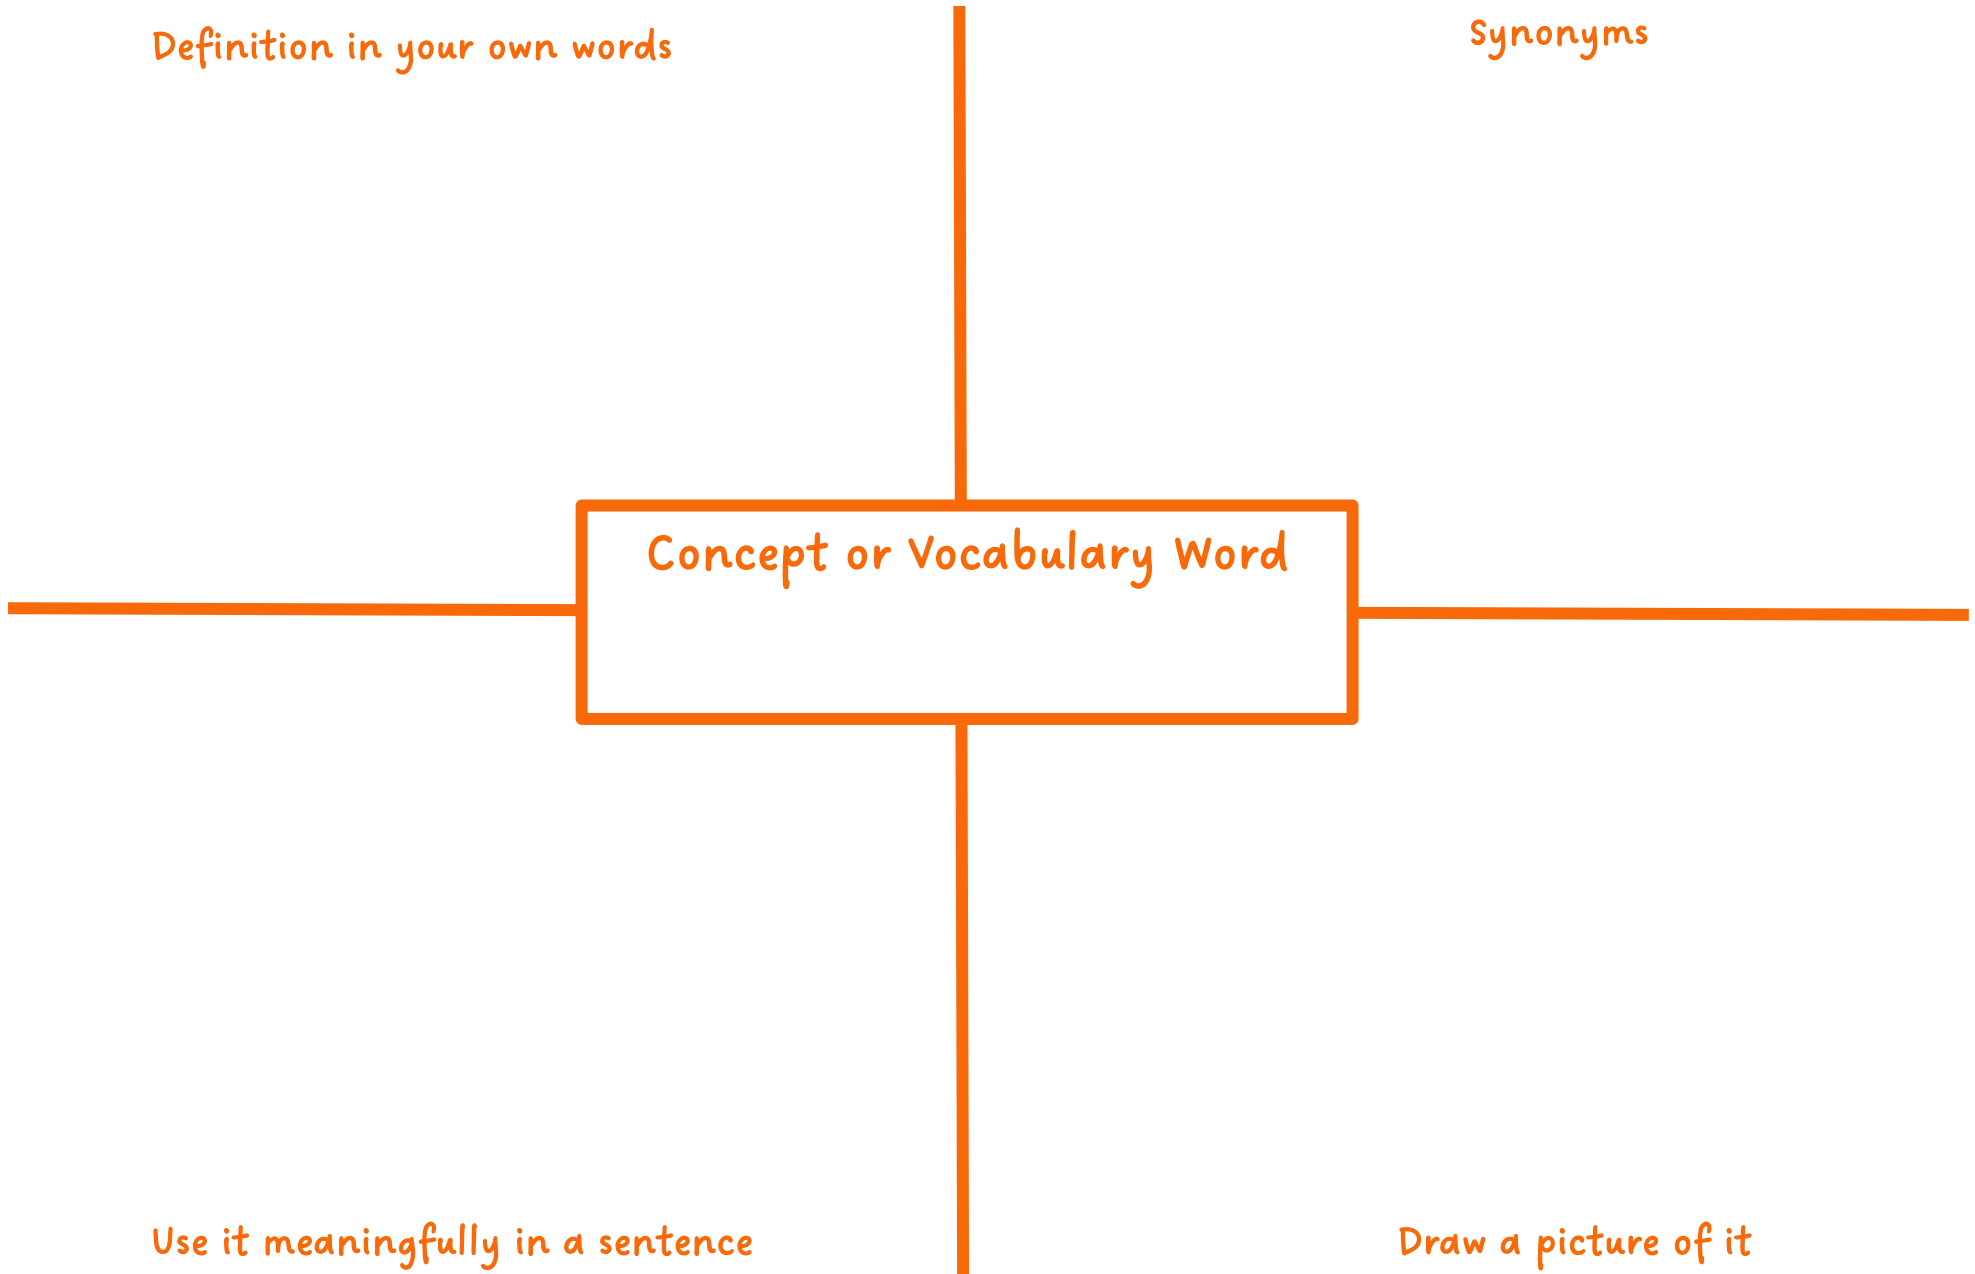 Definition in your own words
Synonyms
Concept or Vocabulary Word
Use it meaningfully in a sentence
Draw a picture of it